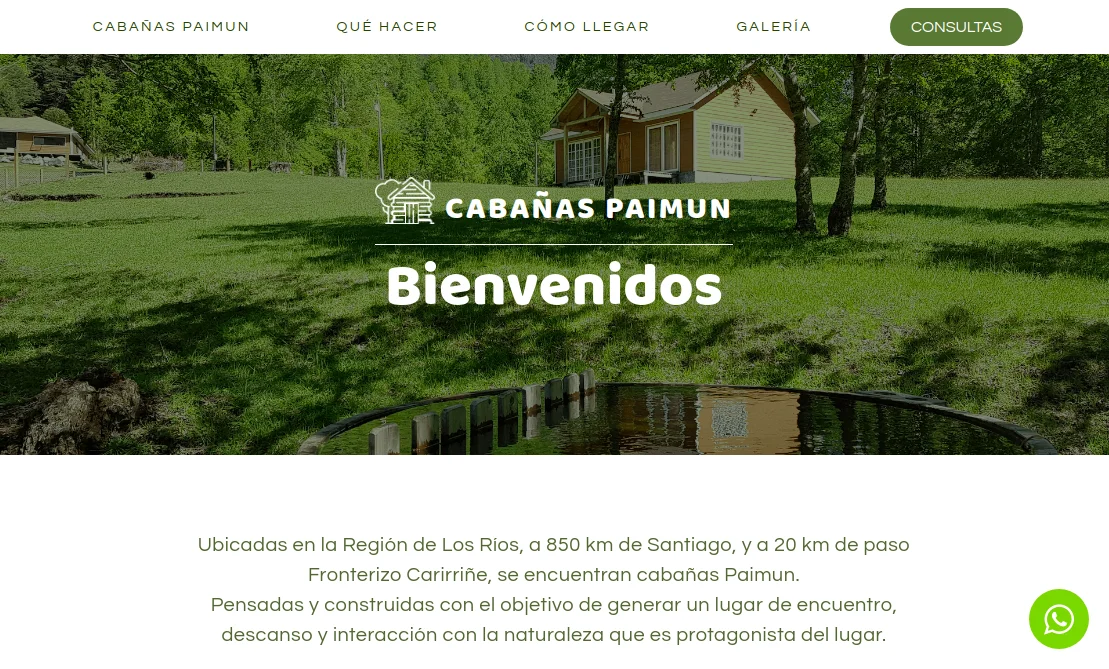 CABAÑAS PAIMUN
QUÉ HACER
CÓMO LLEGAR
GALERÍA
CONSULTAS
CABAÑAS PAIMUN
Bienvenidos
Ubicadas en la Región de Los Ríos, a 850 km de Santiago, y a 20 km de paso
Fronterizo Carirriñe, se encuentran cabañas Paimun.
Pensadas y construidas con el objetivo de generar un lugar de encuentro,
descanso y interacción con la naturaleza que es protagonista del lugar.